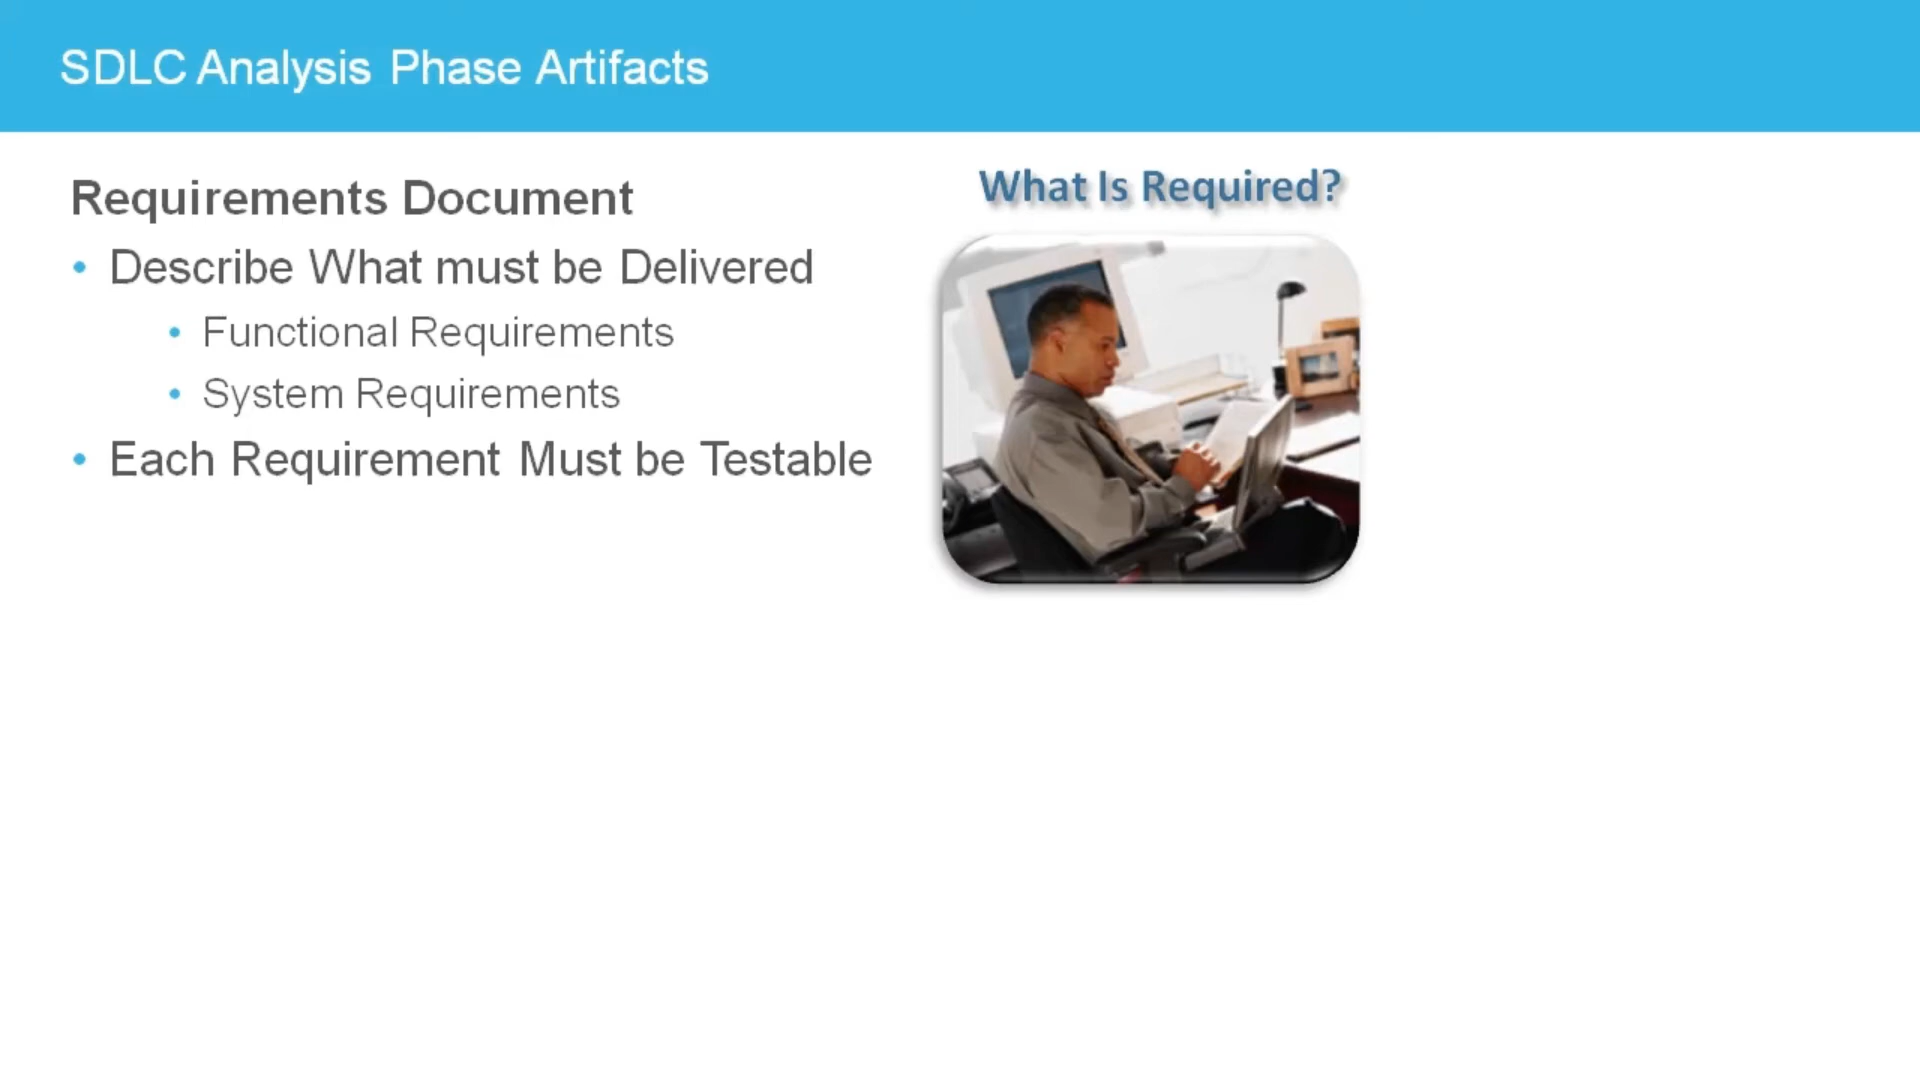 SDLC Analysis Phase Artifacts
Requirements Document
• Describe What must be Delivered
• Functional Requirements
• System Requirements
• Each Requirement Must be Testable
What Is Required?